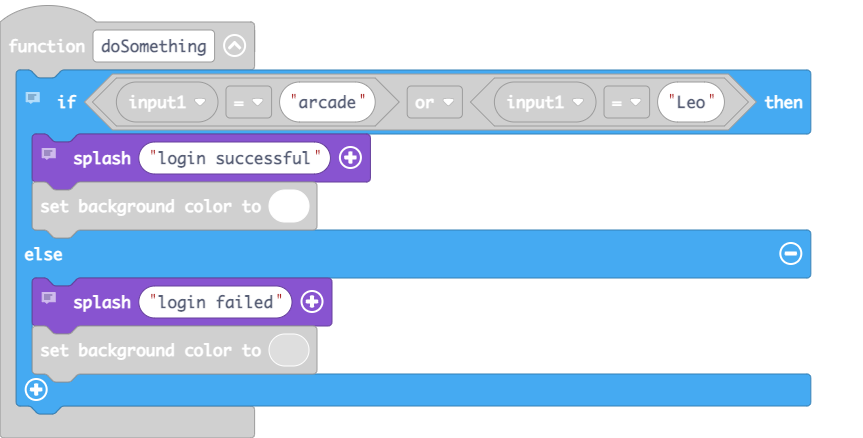 function doSomething
if input1 = "arcade" or input1 = "Leo" then
splash "login successful"
set background color to
else
splash "login failed"
set background color to